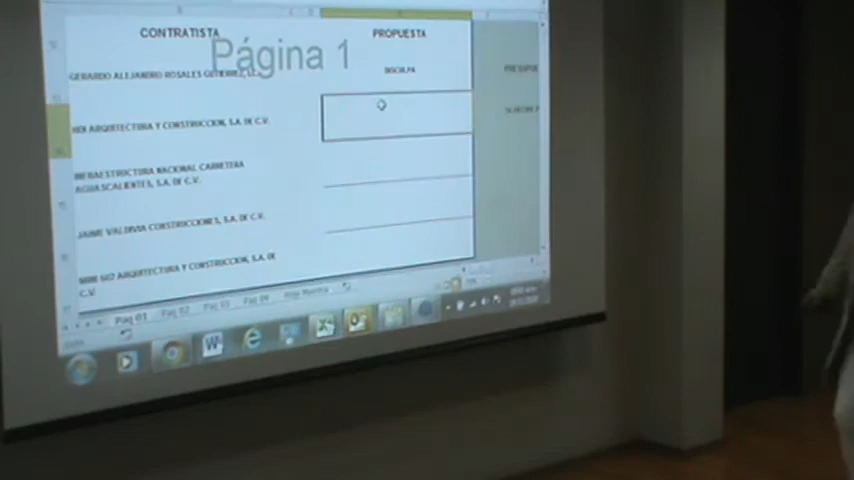 CONTRATISTA PROPUESTA
Página 1
GERARDO ALEJANDRO ROSALES GUTIERREZ, DISCULPA
ARQUITECTURA Y CONSTRUCCION, S.A. DE C.V.
INFRAESTRUCTURA NACIONAL CARRETERA
AGUASCALIENTES, S.A. DE C.V.
JAIME VALDIVIA CONSTRUCCIONES, S.A. DE C.V.
ARQUITECTURA Y CONSTRUCCION, S.A. DE
C.V.
Pag 01 Pag 02 Pag 03 Pag 04